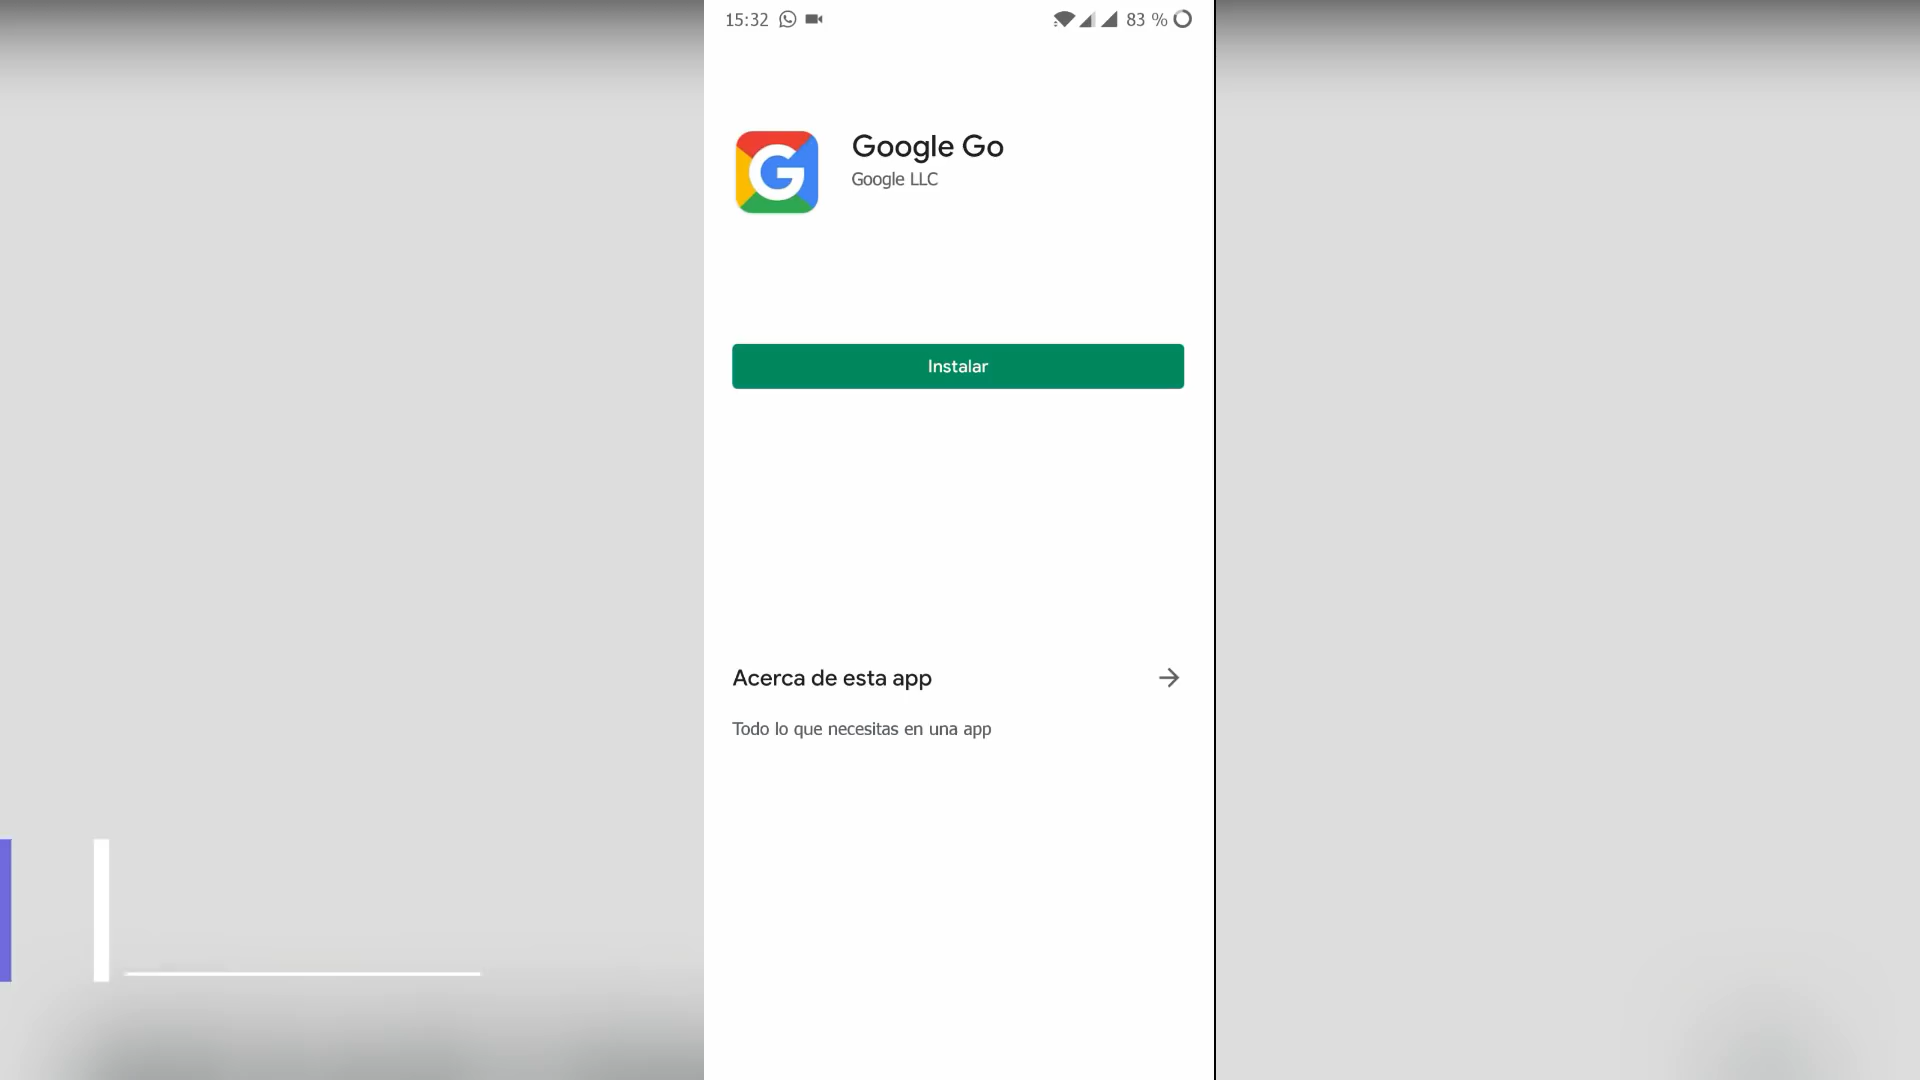 15:32 83 %
Google Go
Google LLC
Instalar
Acerca de esta app
Todo lo que necesitas en una app